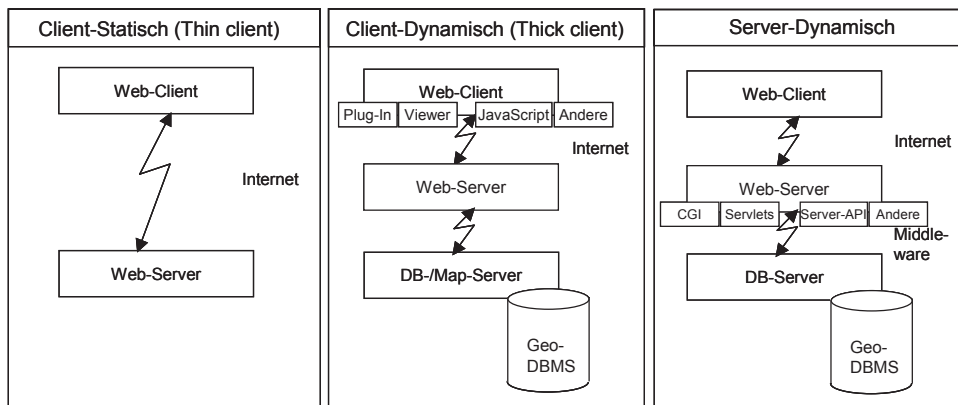 Client-Statisch (Thin client)
Web-Client
Internet
Web-Server
Client-Dynamisch (Thick client)
Web-Client
Plug-In
Viewer
JavaScript
Andere
Internet
Web-Server
DB-/Map-Server
Geo-
DBMS
Server-Dynamisch
Web-Client
Internet
Web-Server
CGI
Servlets
Server-API
Andere
Middle-
ware
DB-Server
Geo-
DBMS